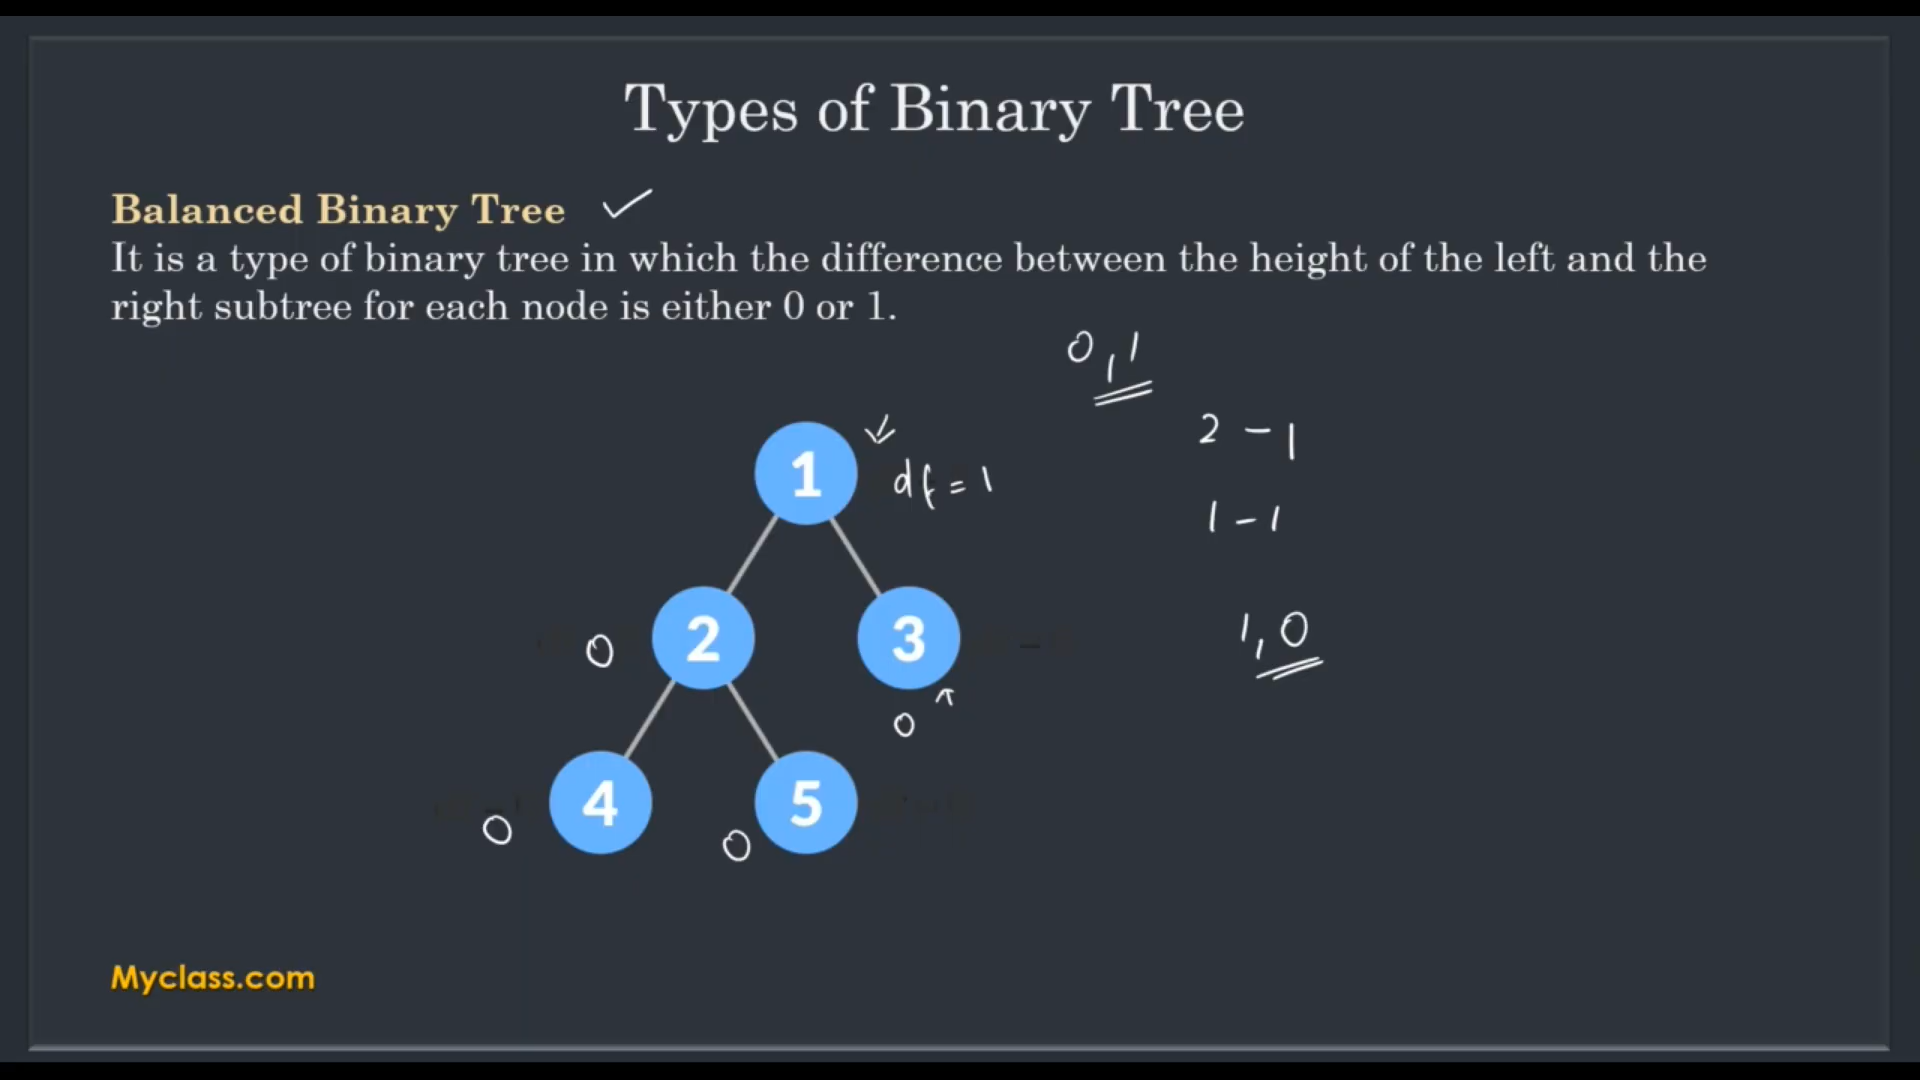 Types of Binary Tree
Balanced Binary Tree
It is a type of binary tree in which the difference between the height of the left and the
right subtree for each node is either 0 or 1.
0, 1
2 - 1
1
df = 1
1 - 1
1, 0
0 2 3
0
4 5
0 0
Myclass.com